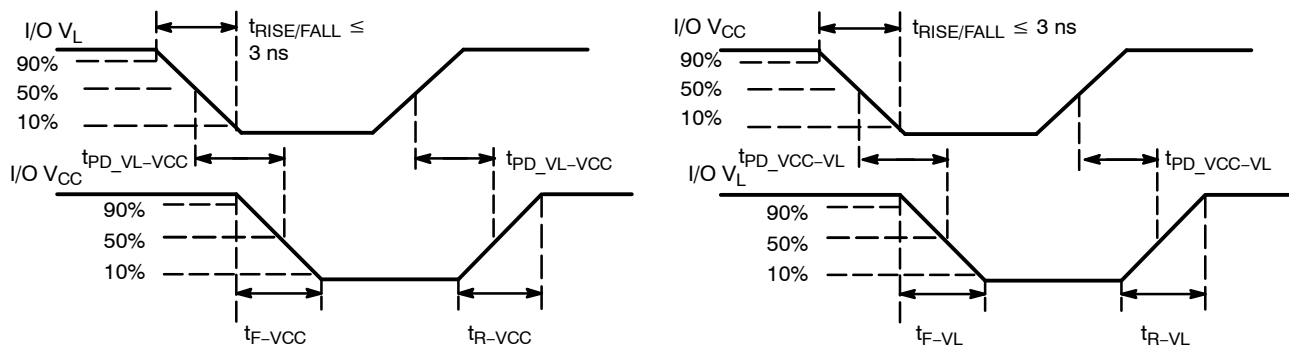 I/O V_L
t_RISE/FALL ≤
3 ns
90%
50%
10%
t_PD_VL–VCC
t_PD_VL–VCC
I/O V_CC
90%
50%
10%
t_F–VCC
t_R–VCC
I/O V_CC
t_RISE/FALL ≤ 3 ns
90%
50%
10%
t_PD_VCC–VL
t_PD_VCC–VL
I/O V_L
90%
50%
10%
t_F–VL
t_R–VL